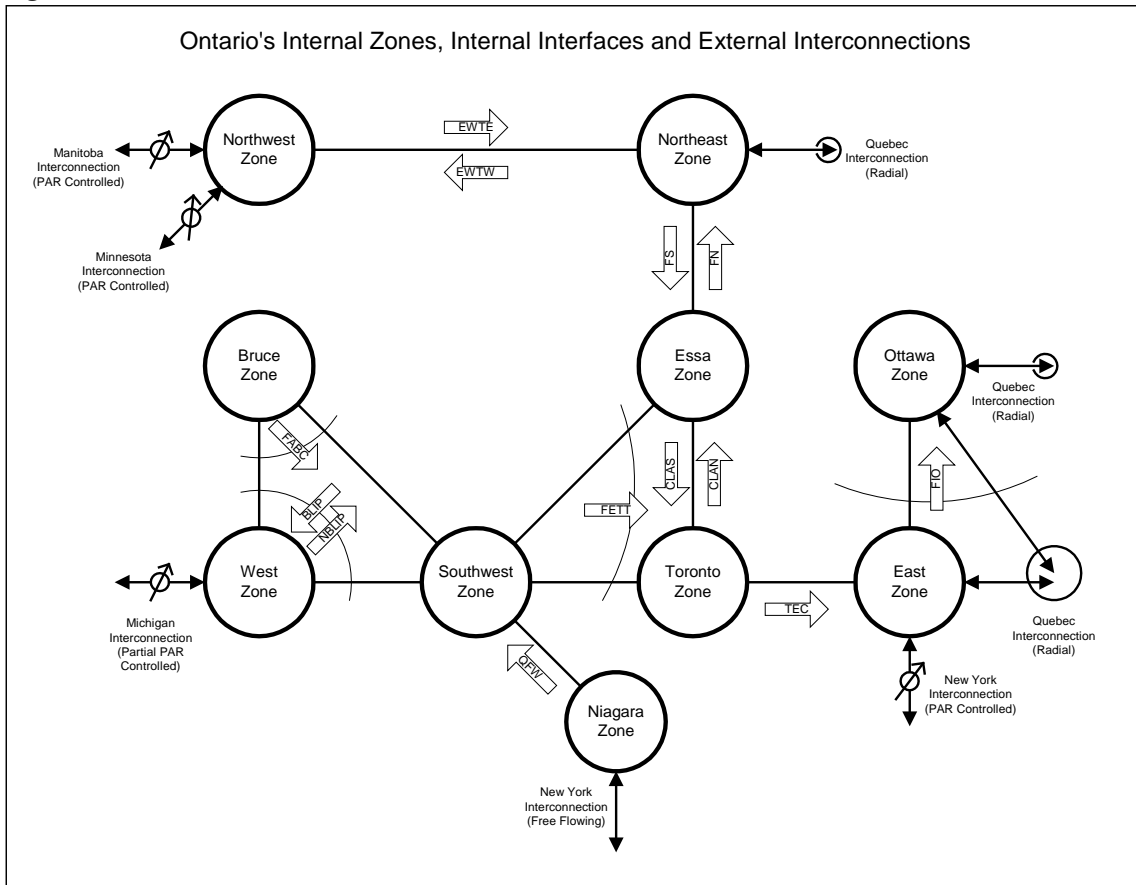 Ontario's Internal Zones, Internal Interfaces and External Interconnections
Northwest
Zone
EWTE
EWTW
Northeast
Zone
Manitoba
Interconnection
(PAR Controlled)
Quebec
Interconnection
(Radial)
Minnesota
Interconnection
(PAR Controlled)
FS
FN
Bruce
Zone
Essa
Zone
Ottawa
Zone
Quebec
Interconnection
(Radial)
FABC
CLAS
CLAN
FIO
BLIP
NBLIP
FETT
West
Zone
Southwest
Zone
Toronto
Zone
East
Zone
TEC
Michigan
Interconnection
(Partial PAR
Controlled)
Quebec
Interconnection
(Radial)
QFW
Niagara
Zone
New York
Interconnection
(PAR Controlled)
New York
Interconnection
(Free Flowing)